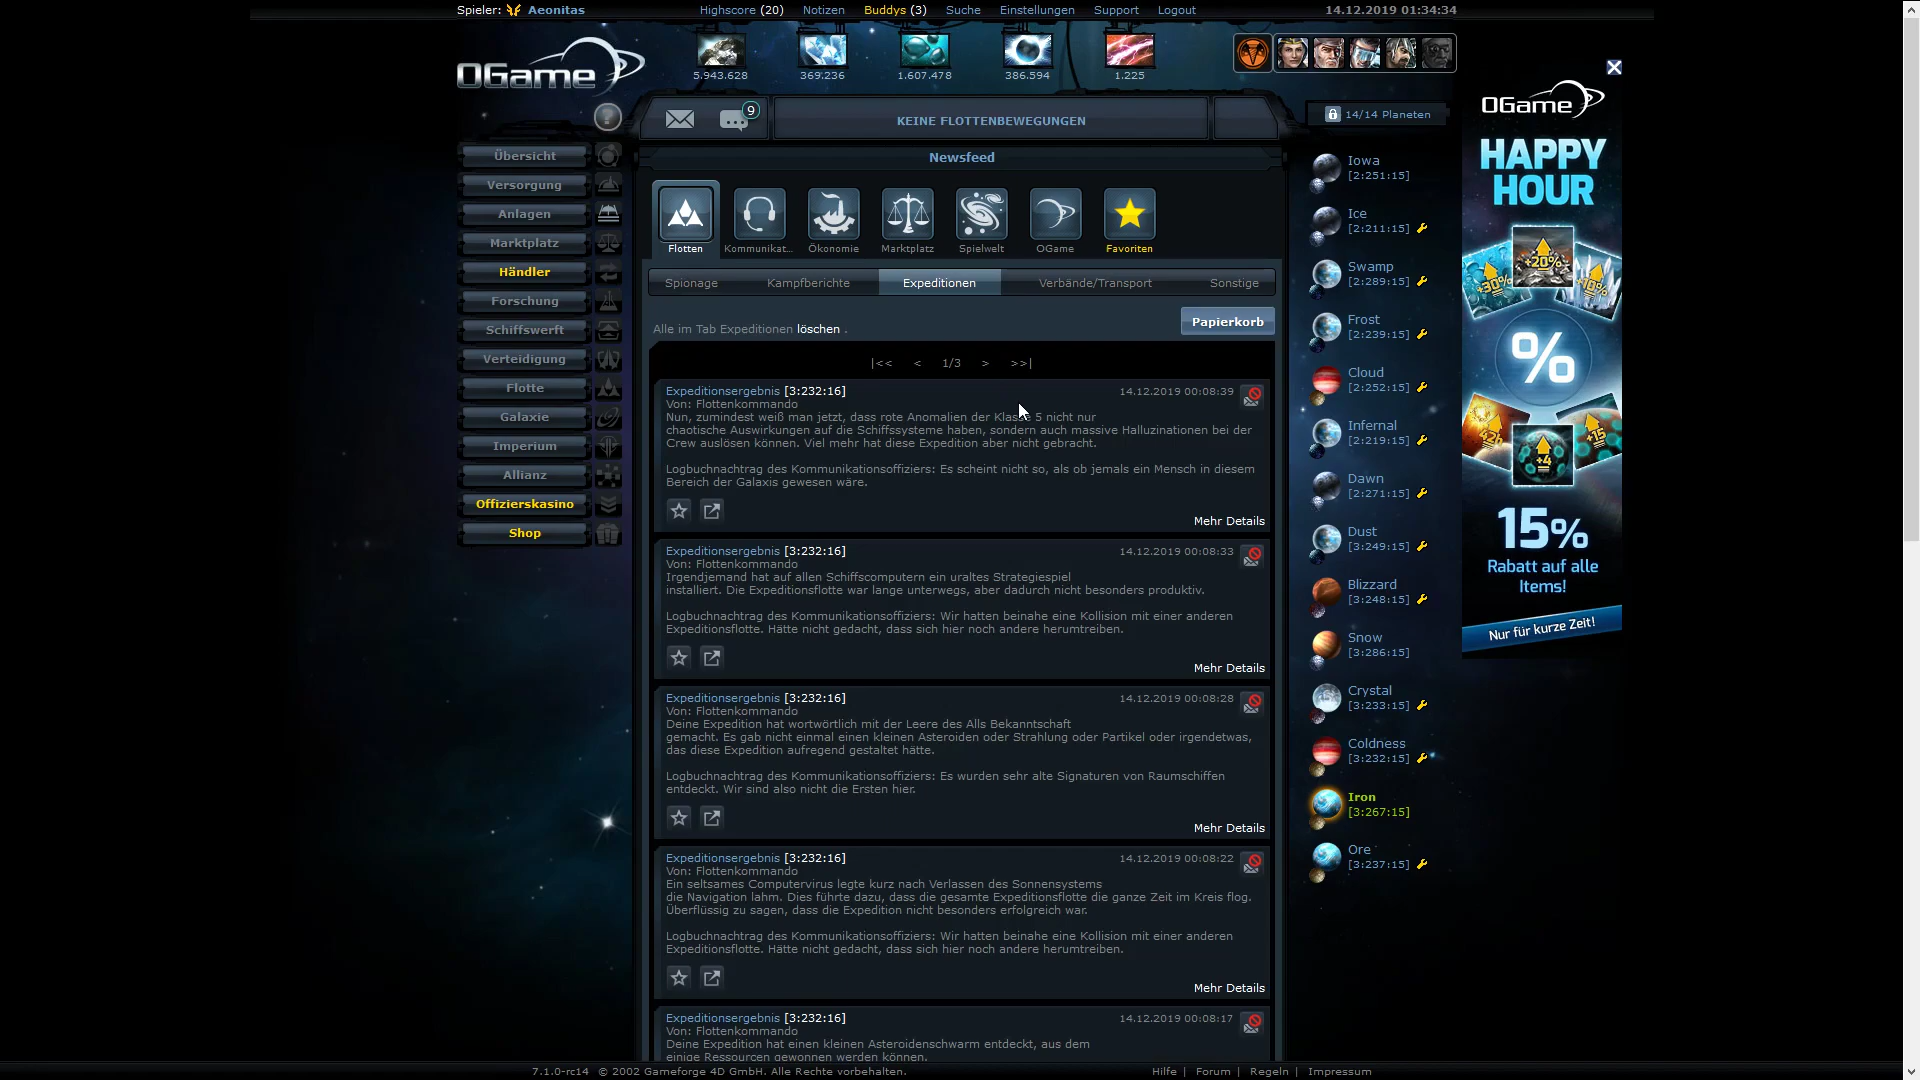 Spieler: Aeonitas
Highscore (20) Notizen Buddys (3) Suche Einstellungen Support Logout
14.12.2019 01:34:34
OGame
5.943.628 369.236 1.607.478 386.594 1.225
?
9
KEINE FLOTTENBEWEGUNGEN
14/14 Planeten
Übersicht
Versorgung
Anlagen
Marktplatz
Händler
Forschung
Schiffswerft
Verteidigung
Flotte
Galaxie
Imperium
Allianz
Offizierskasino
Shop
Newsfeed
Flotten Kommunikat... Ökonomie Marktplatz Spielwelt OGame Favoriten
Spionage Kampfberichte Expeditionen Verbände/Transport Sonstige
Alle im Tab Expeditionen löschen .
Papierkorb
|<< < 1/3 > >>|
Expeditionsergebnis [3:232:16] 14.12.2019 00:08:39
Von: Flottenkommando
Nun, zumindest weiß man jetzt, dass rote Anomalien der Klasse 5 nicht nur
chaotische Auswirkungen auf die Schiffssysteme haben, sondern auch massive Halluzinationen bei der
Crew auslösen können. Viel mehr hat diese Expedition aber nicht gebracht.
Logbuchnachtrag des Kommunikationsoffiziers: Es scheint nicht so, als ob jemals ein Mensch in diesem
Bereich der Galaxis gewesen wäre.
Mehr Details
Expeditionsergebnis [3:232:16] 14.12.2019 00:08:33
Von: Flottenkommando
Irgendjemand hat auf allen Schiffscomputern ein uraltes Strategiespiel
installiert. Die Expeditionsflotte war lange unterwegs, aber dadurch nicht besonders produktiv.
Logbuchnachtrag des Kommunikationsoffiziers: Wir hatten beinahe eine Kollision mit einer anderen
Expeditionsflotte. Hätte nicht gedacht, dass sich hier noch andere herumtreiben.
Mehr Details
Expeditionsergebnis [3:232:16] 14.12.2019 00:08:28
Von: Flottenkommando
Deine Expedition hat wortwörtlich mit der Leere des Alls Bekanntschaft
gemacht. Es gab nicht einmal einen kleinen Asteroiden oder Strahlung oder Partikel oder irgendetwas,
das diese Expedition aufregend gestaltet hätte.
Logbuchnachtrag des Kommunikationsoffiziers: Es wurden sehr alte Signaturen von Raumschiffen
entdeckt. Wir sind also nicht die Ersten hier.
Mehr Details
Expeditionsergebnis [3:232:16] 14.12.2019 00:08:22
Von: Flottenkommando
Ein seltsames Computervirus legte kurz nach Verlassen des Sonnensystems
die Navigation lahm. Dies führte dazu, dass die gesamte Expeditionsflotte die ganze Zeit im Kreis flog.
Überflüssig zu sagen, dass die Expedition nicht besonders erfolgreich war.
Logbuchnachtrag des Kommunikationsoffiziers: Wir hatten beinahe eine Kollision mit einer anderen
Expeditionsflotte. Hätte nicht gedacht, dass sich hier noch andere herumtreiben.
Mehr Details
Expeditionsergebnis [3:232:16] 14.12.2019 00:08:17
Von: Flottenkommando
Deine Expedition hat einen kleinen Asteroidenschwarm entdeckt, aus dem
einige Ressourcen gewonnen werden können.
Iowa
[2:251:15]
Ice
[2:211:15]
Swamp
[2:289:15]
Frost
[2:239:15]
Cloud
[2:252:15]
Infernal
[2:219:15]
Dawn
[2:271:15]
Dust
[3:249:15]
Blizzard
[3:248:15]
Snow
[3:286:15]
Crystal
[3:233:15]
Coldness
[3:232:15]
Iron
[3:267:15]
Ore
[3:237:15]
OGame
HAPPY
HOUR
+30% +20% +10%
%
42h +4 +15
15%
Rabatt auf alle
Items!
Nur für kurze Zeit!
7.1.0-rc14 © 2002 Gameforge 4D GmbH. Alle Rechte vorbehalten.
Hilfe | Forum | Regeln | Impressum